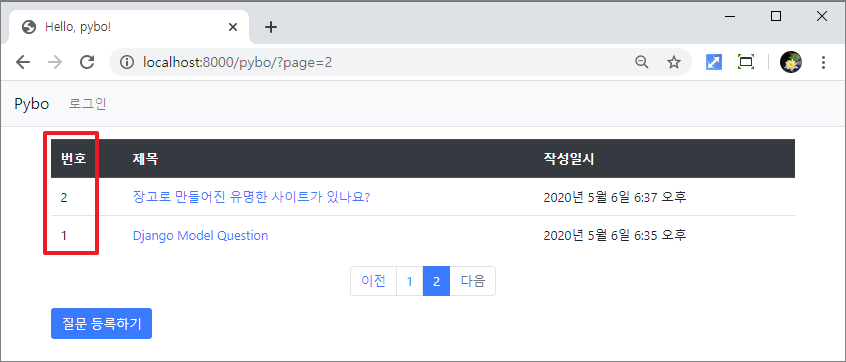 Hello, pybo!
localhost:8000/pybo/?page=2
Pybo 로그인
번호 제목 작성일시
2 장고로 만들어진 유명한 사이트가 있나요? 2020년 5월 6일 6:37 오후
1 Django Model Question 2020년 5월 6일 6:35 오후
이전 1 2 다음
질문 등록하기